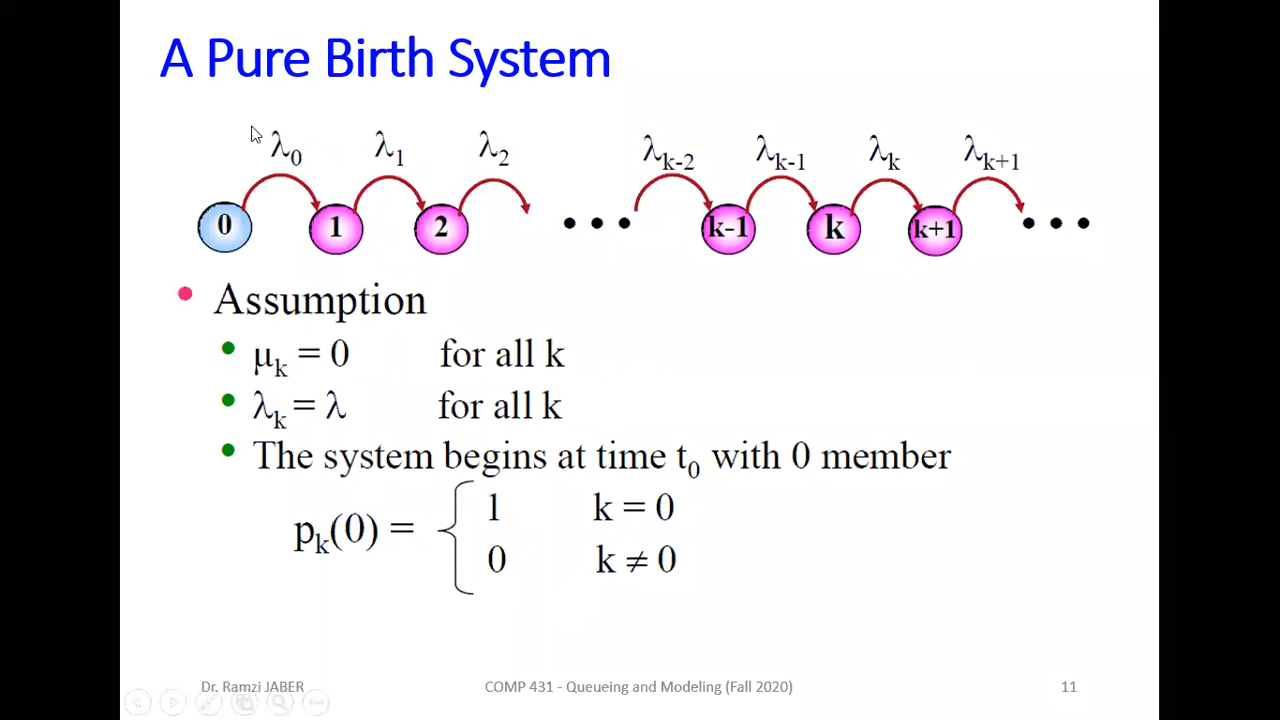 A Pure Birth System
λ0 λ1 λ2 λk-2 λk-1 λk λk+1
0 1 2 ••• k-1 k k+1 •••
• Assumption
• μk = 0 for all k
• λk = λ for all k
• The system begins at time t0 with 0 member
pk(0) = { 1 k = 0
0 k ≠ 0
Dr. Ramzi JABER COMP 431 - Queueing and Modeling (Fall 2020) 11